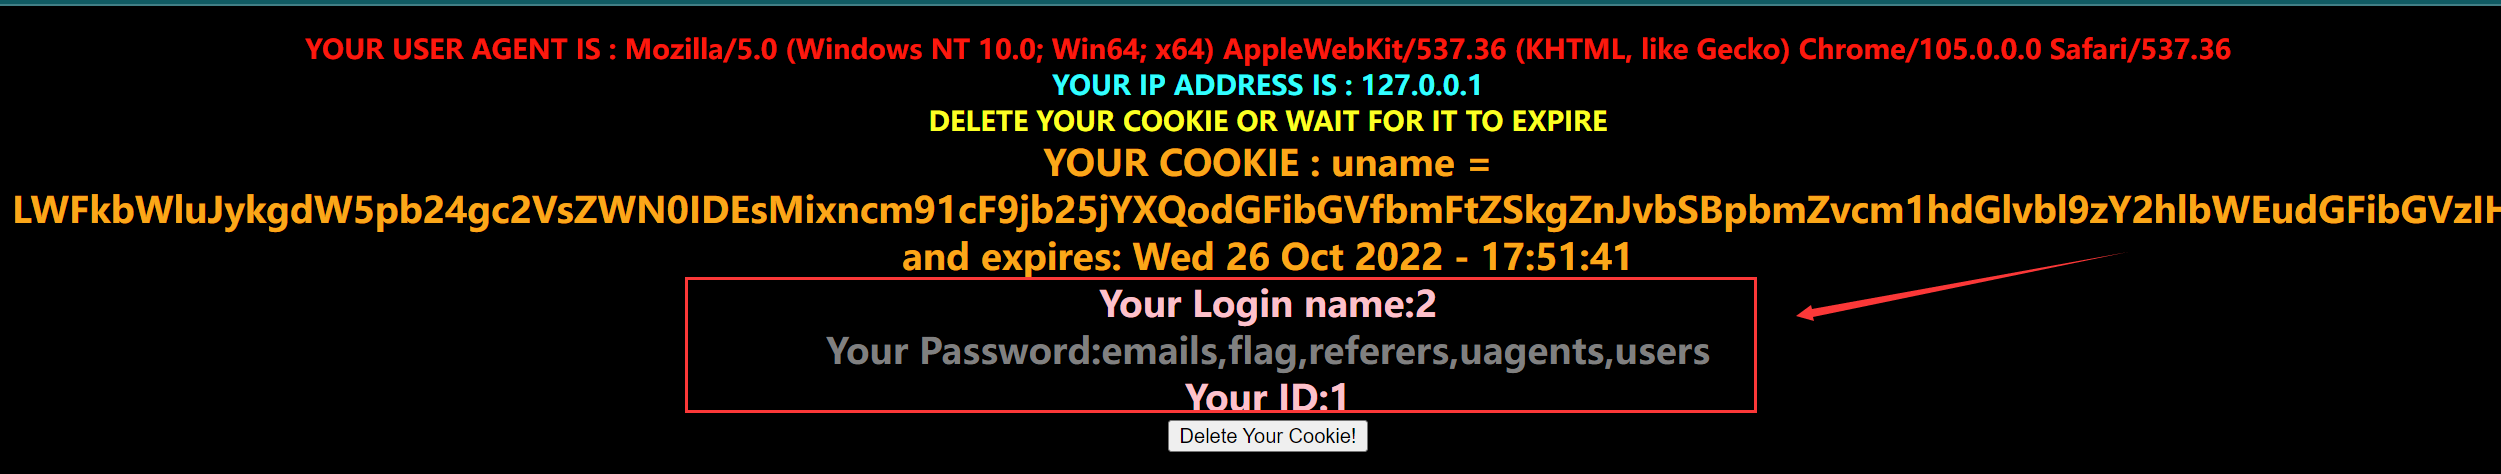 YOUR USER AGENT IS : Mozilla/5.0 (Windows NT 10.0; Win64; x64) AppleWebKit/537.36 (KHTML, like Gecko) Chrome/105.0.0.0 Safari/537.36
YOUR IP ADDRESS IS : 127.0.0.1
DELETE YOUR COOKIE OR WAIT FOR IT TO EXPIRE
YOUR COOKIE : uname =
LWFkbWluJykgdW5pb24gc2VsZWN0IDEsMixncm91cF9jb25jYXQodGFibGVfbmFtZSkgZnJvbSBpbmZvcm1hdGlvbl9zY2hlbWEudGFibGVzIH
and expires: Wed 26 Oct 2022 - 17:51:41
Your Login name:2
Your Password:emails,flag,referers,uagents,users
Your ID:1
Delete Your Cookie!